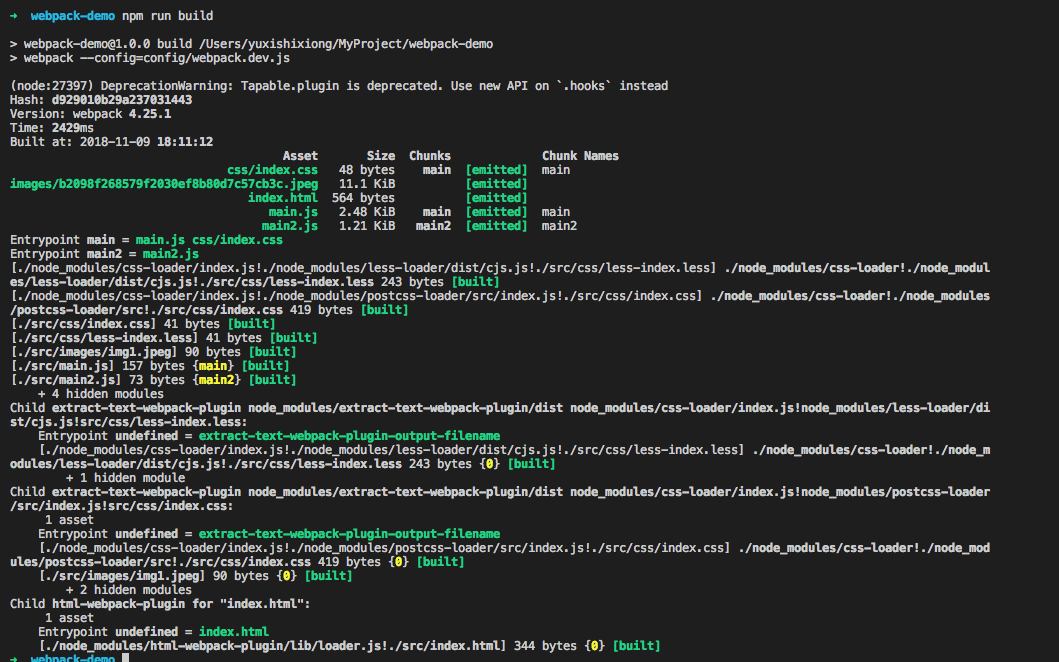 ➜  webpack-demo npm run build
> webpack-demo@1.0.0 build /Users/yuxishixiong/MyProject/webpack-demo
> webpack --config=config/webpack.dev.js
(node:27397) DeprecationWarning: Tapable.plugin is deprecated. Use new API on `.hooks` instead
Hash: d929010b29a237031443
Version: webpack 4.25.1
Time: 2429ms
Built at: 2018-11-09 18:11:12
Asset Size Chunks Chunk Names
css/index.css 48 bytes main [emitted] main
images/b2098f268579f2030ef8b80d7c57cb3c.jpeg 11.1 KiB [emitted]
index.html 564 bytes [emitted]
main.js 2.48 KiB main [emitted] main
main2.js 1.21 KiB main2 [emitted] main2
Entrypoint main = main.js css/index.css
Entrypoint main2 = main2.js
[./node_modules/css-loader/index.js!./node_modules/less-loader/dist/cjs.js!./src/css/less-index.less] ./node_modules/css-loader!./node_modul
es/less-loader/dist/cjs.js!./src/css/less-index.less 243 bytes [built]
[./node_modules/css-loader/index.js!./node_modules/postcss-loader/src/index.js!./src/css/index.css] ./node_modules/css-loader!./node_modules
/postcss-loader/src!./src/css/index.css 419 bytes [built]
[./src/css/index.css] 41 bytes [built]
[./src/css/less-index.less] 41 bytes [built]
[./src/images/img1.jpeg] 90 bytes [built]
[./src/main.js] 157 bytes {main} [built]
[./src/main2.js] 73 bytes {main2} [built]
+ 4 hidden modules
Child extract-text-webpack-plugin node_modules/extract-text-webpack-plugin/dist node_modules/css-loader/index.js!node_modules/less-loader/di
st/cjs.js!src/css/less-index.less:
Entrypoint undefined = extract-text-webpack-plugin-output-filename
[./node_modules/css-loader/index.js!./node_modules/less-loader/dist/cjs.js!./src/css/less-index.less] ./node_modules/css-loader!./node_m
odules/less-loader/dist/cjs.js!./src/css/less-index.less 243 bytes {0} [built]
+ 1 hidden module
Child extract-text-webpack-plugin node_modules/extract-text-webpack-plugin/dist node_modules/css-loader/index.js!node_modules/postcss-loader
/src/index.js!src/css/index.css:
1 asset
Entrypoint undefined = extract-text-webpack-plugin-output-filename
[./node_modules/css-loader/index.js!./node_modules/postcss-loader/src/index.js!./src/css/index.css] ./node_modules/css-loader!./node_mod
ules/postcss-loader/src!./src/css/index.css 419 bytes {0} [built]
[./src/images/img1.jpeg] 90 bytes {0} [built]
+ 2 hidden modules
Child html-webpack-plugin for "index.html":
1 asset
Entrypoint undefined = index.html
[./node_modules/html-webpack-plugin/lib/loader.js!./src/index.html] 344 bytes {0} [built]
➜  webpack-demo